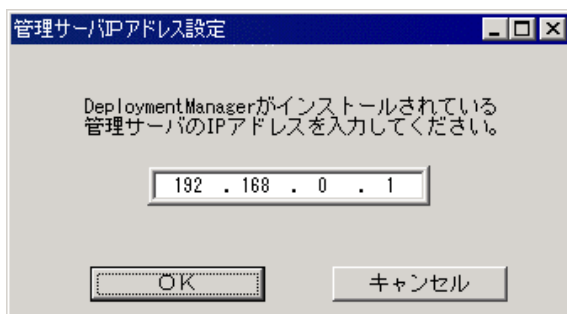 管理サーバIPアドレス設定
DeploymentManagerがインストールされている
管理サーバのIPアドレスを入力してください。
192 . 168 . 0 . 1
OK キャンセル